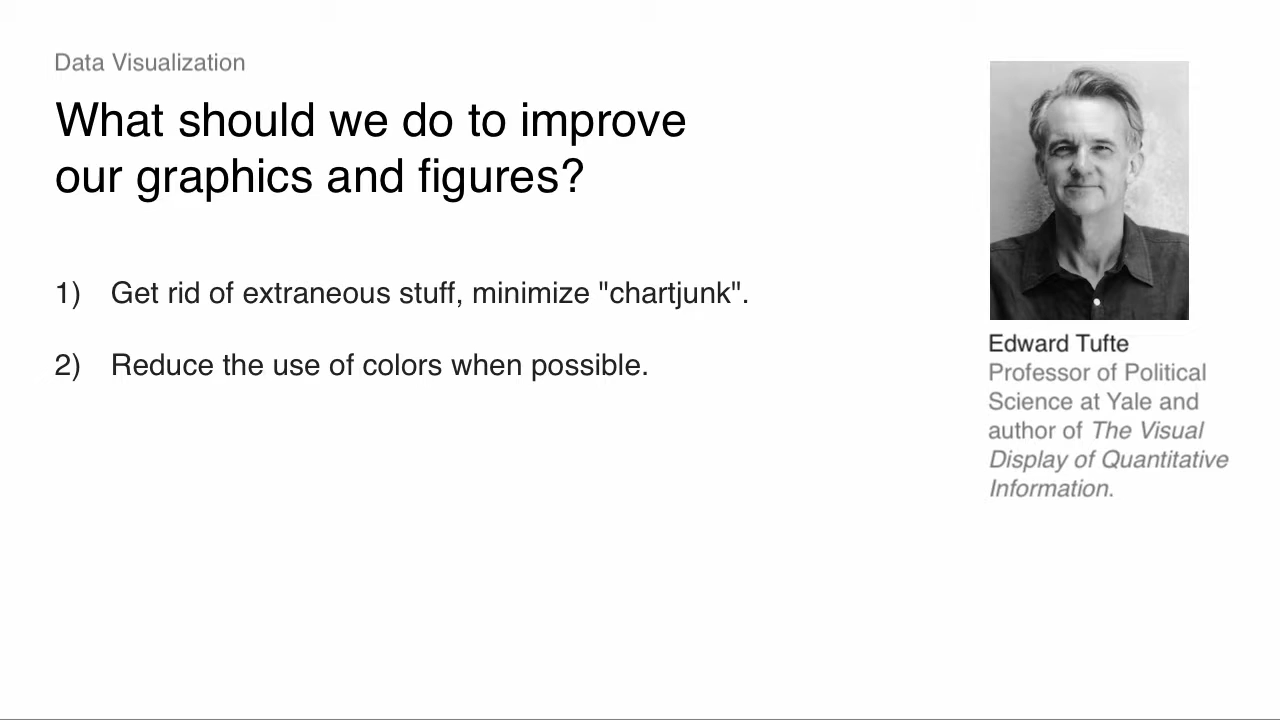 Data Visualization
What should we do to improve
our graphics and figures?
1) Get rid of extraneous stuff, minimize "chartjunk".
2) Reduce the use of colors when possible.
Edward Tufte
Professor of Political
Science at Yale and
author of The Visual
Display of Quantitative
Information.